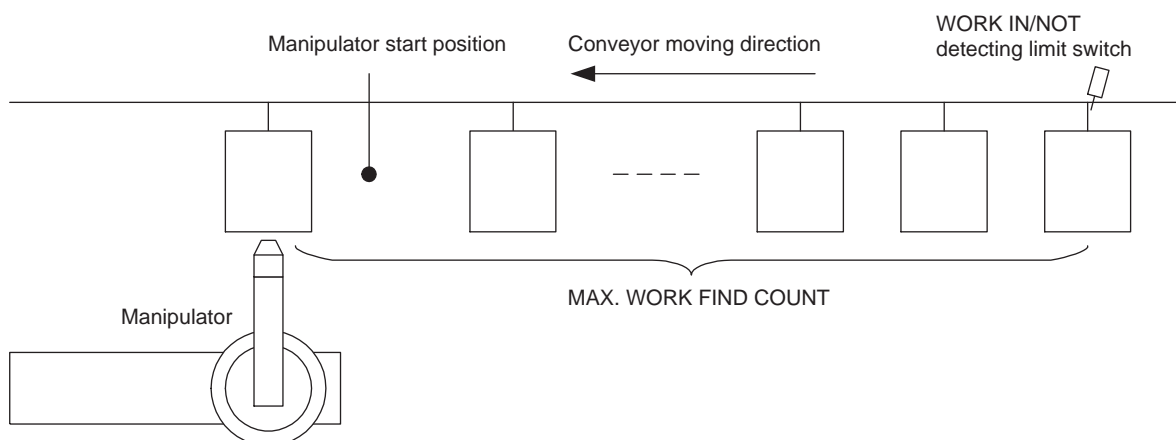 WORK IN/NOT
detecting limit switch
Manipulator start position
Conveyor moving direction
MAX. WORK FIND COUNT
Manipulator